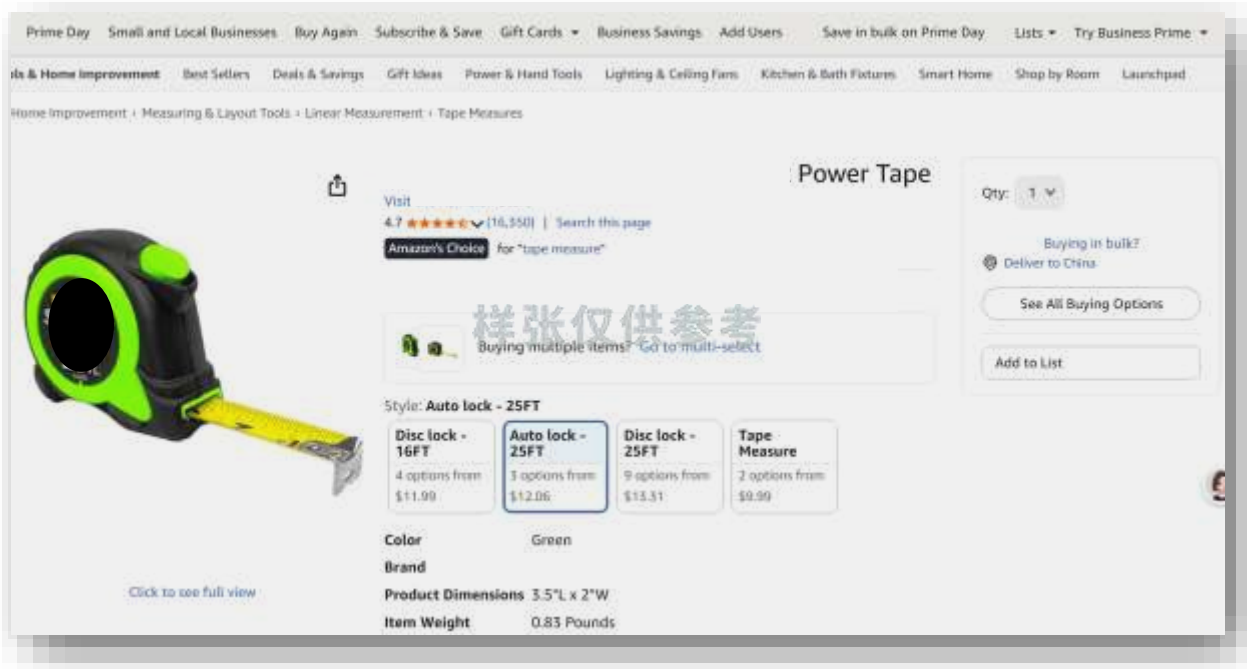 Prime Day Small and Local Businesses Buy Again Subscribe & Save Gift Cards Business Savings Add Users Save in bulk on Prime Day Lists Try Business Prime
ls & Home Improvement Best Sellers Deals & Savings Gift Ideas Power & Hand Tools Lighting & Ceiling Fans Kitchen & Bath Fixtures Smart Home Shop by Room Launchpad
Home Improvement › Measuring & Layout Tools › Linear Measurement › Tape Measures
Power Tape
Visit
4.7 (16,350) | Search this page
Amazon's Choice for "tape measure"
样张仅供参考
Buying multiple items? Go to multi-select
Style: Auto lock - 25FT
Disc lock - 16FT
4 options from
$11.99
Auto lock - 25FT
3 options from
$12.06
Disc lock - 25FT
9 options from
$13.31
Tape Measure
2 options from
$9.99
Color Green
Brand
Product Dimensions 3.5"L x 2"W
Item Weight 0.83 Pounds
Click to see full view
Qty: 1
Buying in bulk?
Deliver to China
See All Buying Options
Add to List